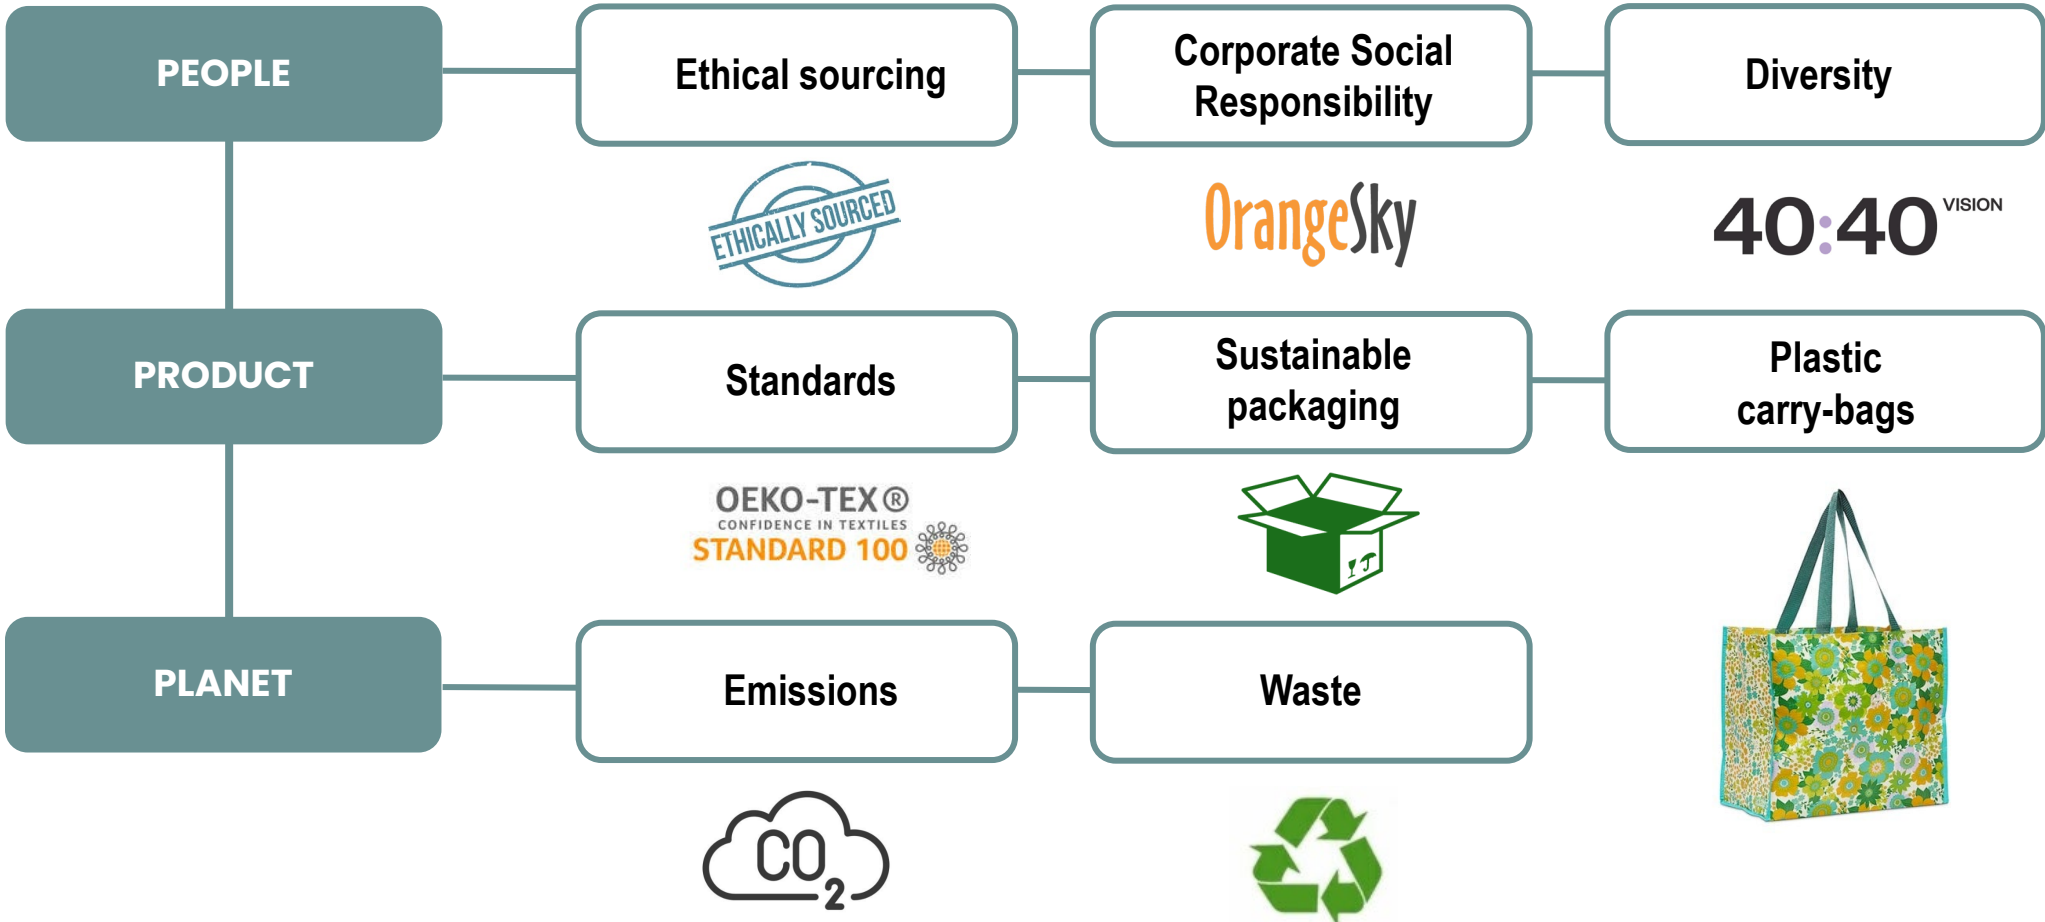 PEOPLE
Ethical sourcing
Corporate Social
Responsibility
Diversity
ETHICALLY SOURCED
OrangeSky
40:40 VISION
PRODUCT
Standards
Sustainable
packaging
Plastic
carry-bags
OEKO-TEX®
CONFIDENCE IN TEXTILES
STANDARD 100
PLANET
Emissions
Waste
CO2